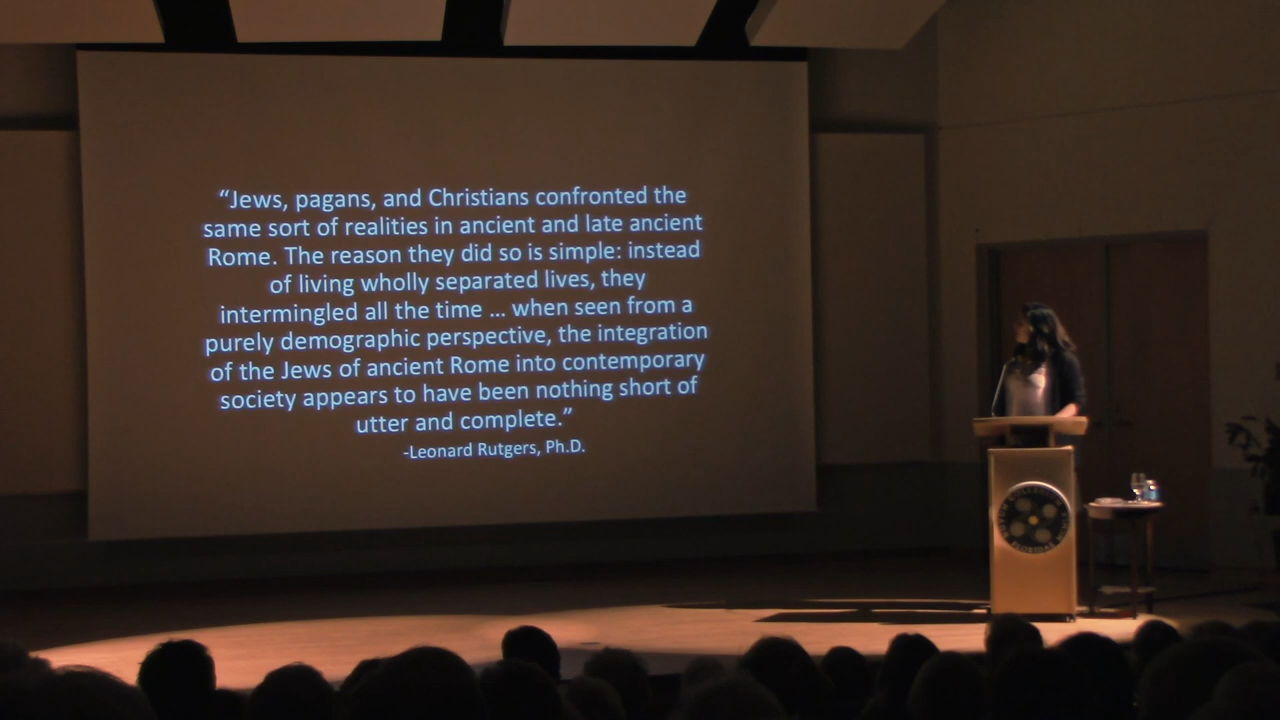 “Jews, pagans, and Christians confronted the
same sort of realities in ancient and late ancient
Rome. The reason they did so is simple: instead
of living wholly separated lives, they
intermingled all the time ... when seen from a
purely demographic perspective, the integration
of the Jews of ancient Rome into contemporary
society appears to have been nothing short of
utter and complete.”
-Leonard Rutgers, Ph.D.